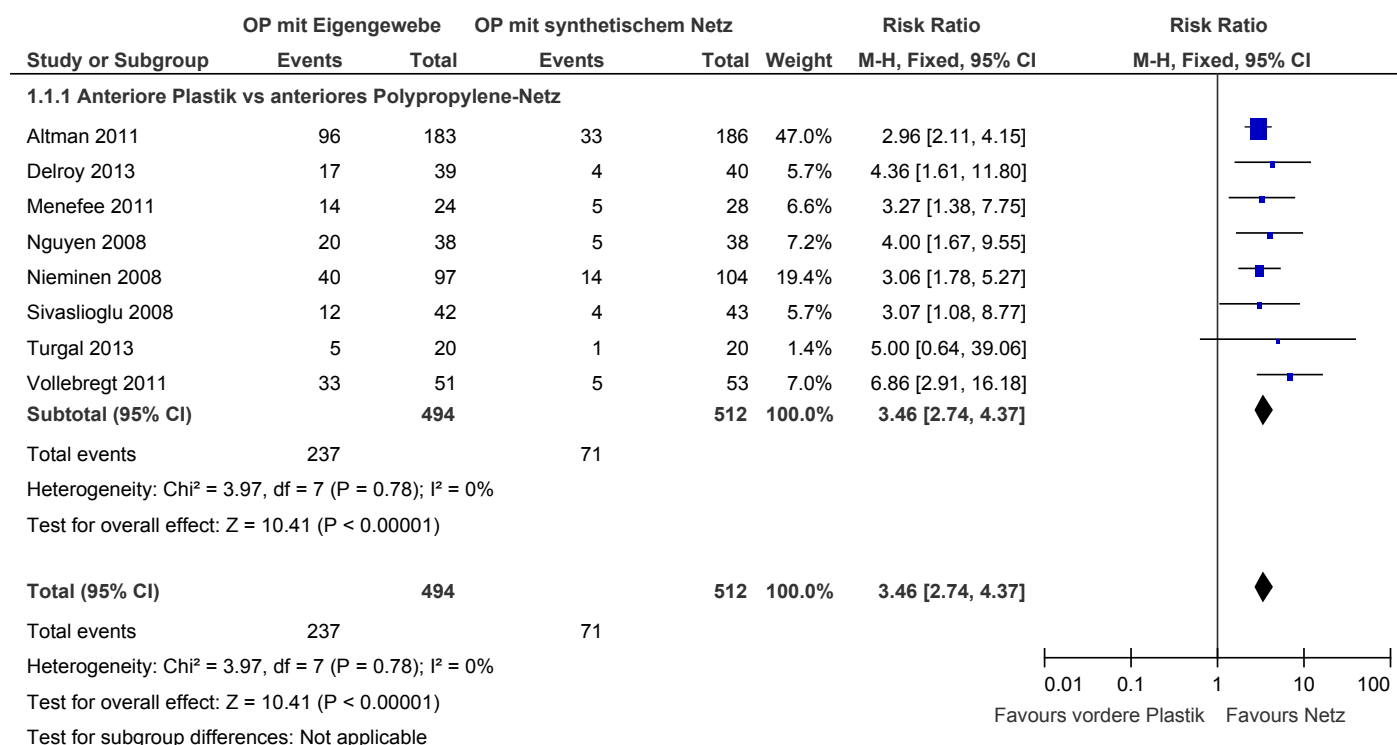 OP mit Eigengewebe OP mit synthetischem Netz Risk Ratio Risk Ratio
Study or Subgroup Events Total Events Total Weight M-H, Fixed, 95% CI M-H, Fixed, 95% CI
1.1.1 Anteriore Plastik vs anteriores Polypropylene-Netz
Altman 2011 96 183 33 186 47.0% 2.96 [2.11, 4.15]
Delroy 2013 17 39 4 40 5.7% 4.36 [1.61, 11.80]
Menefee 2011 14 24 5 28 6.6% 3.27 [1.38, 7.75]
Nguyen 2008 20 38 5 38 7.2% 4.00 [1.67, 9.55]
Nieminen 2008 40 97 14 104 19.4% 3.06 [1.78, 5.27]
Sivaslioglu 2008 12 42 4 43 5.7% 3.07 [1.08, 8.77]
Turgal 2013 5 20 1 20 1.4% 5.00 [0.64, 39.06]
Vollebregt 2011 33 51 5 53 7.0% 6.86 [2.91, 16.18]
Subtotal (95% CI) 494 512 100.0% 3.46 [2.74, 4.37]
Total events 237 71
Heterogeneity: Chi² = 3.97, df = 7 (P = 0.78); I² = 0%
Test for overall effect: Z = 10.41 (P < 0.00001)
Total (95% CI) 494 512 100.0% 3.46 [2.74, 4.37]
Total events 237 71
Heterogeneity: Chi² = 3.97, df = 7 (P = 0.78); I² = 0%
Test for overall effect: Z = 10.41 (P < 0.00001)
Test for subgroup differences: Not applicable
0.01 0.1 1 10 100
Favours vordere Plastik Favours Netz